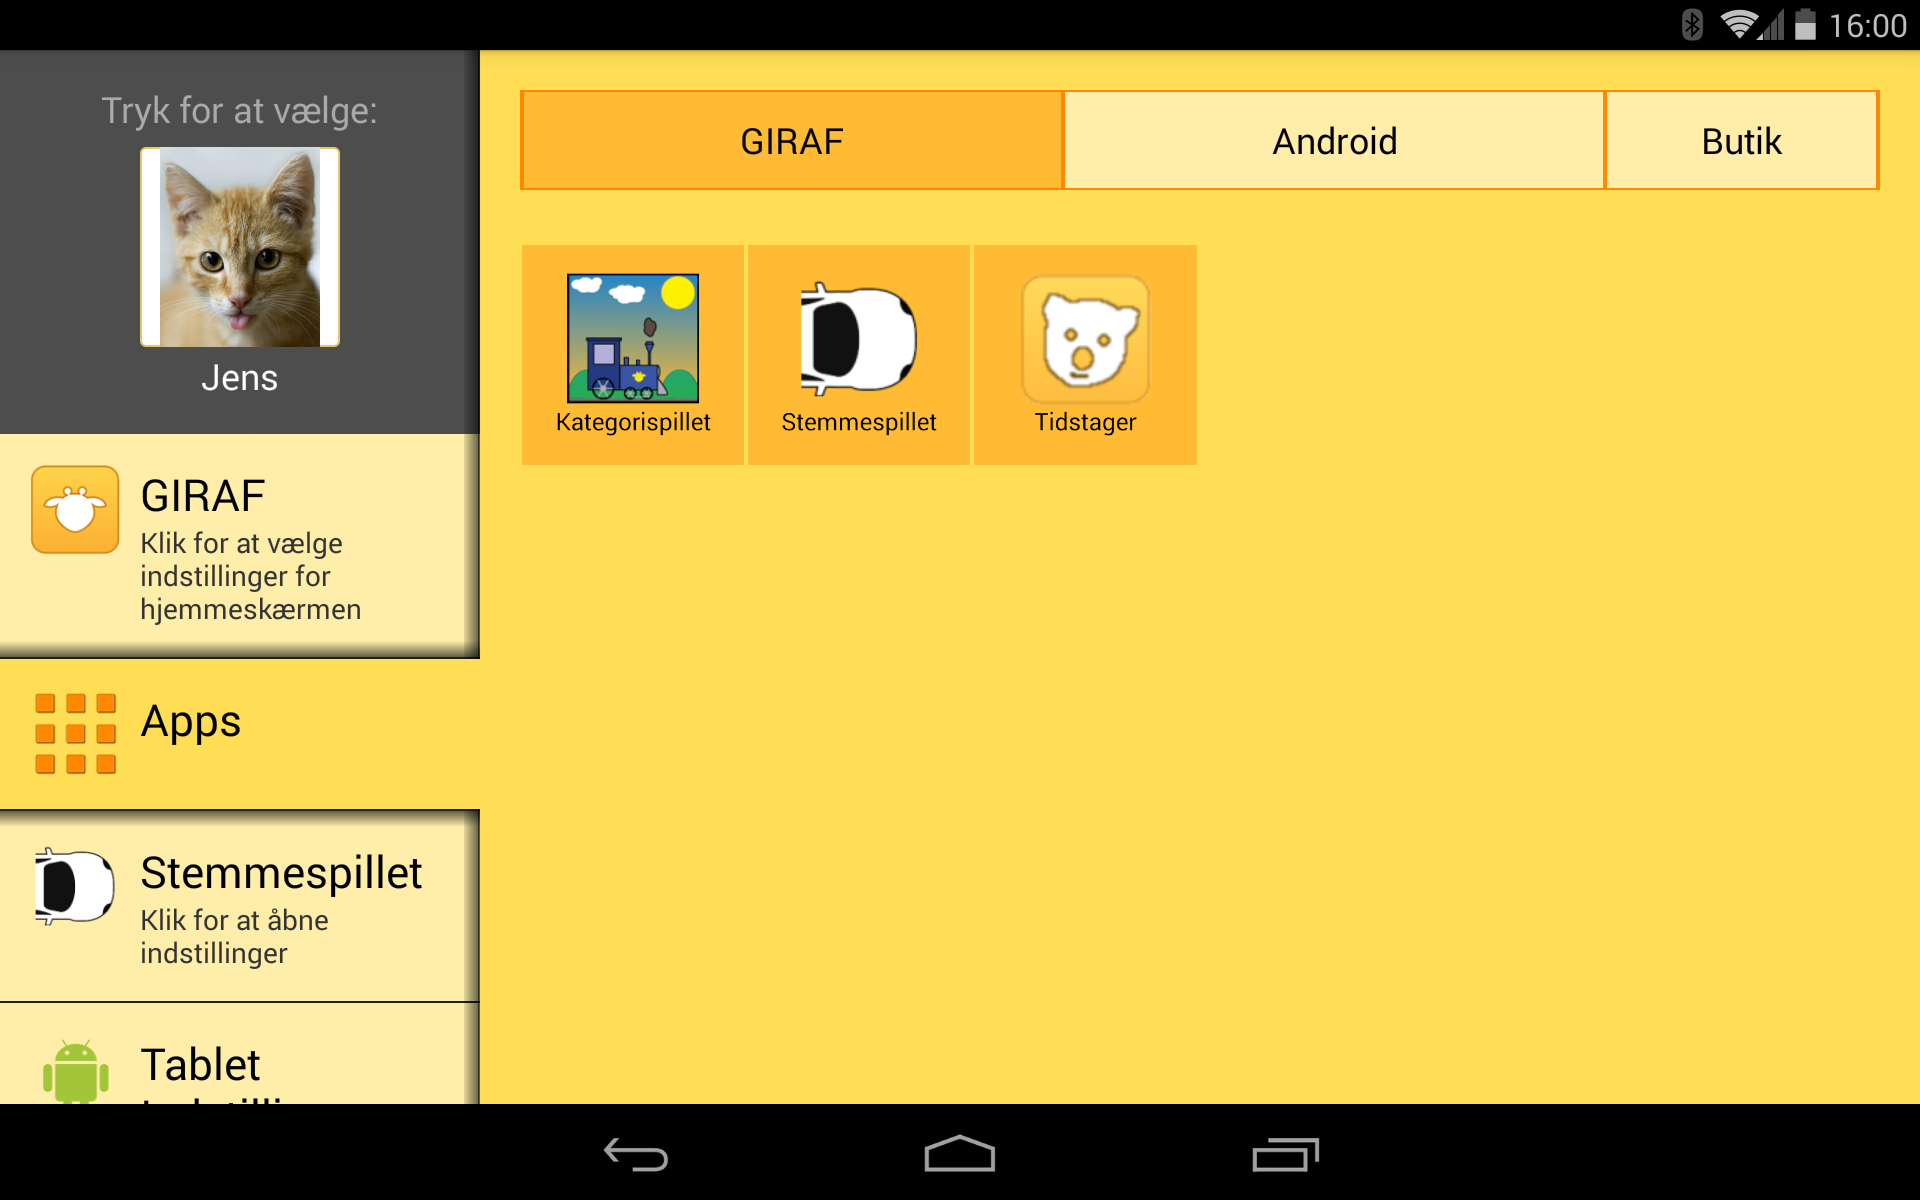 16:00
Tryk for at vælge:
Jens
GIRAF
Klik for at vælge
indstillinger for
hjemmeskærmen
Apps
Stemmespillet
Klik for at åbne
indstillinger
Tablet
GIRAF
Android
Butik
Kategorispillet
Stemmespillet
Tidstager